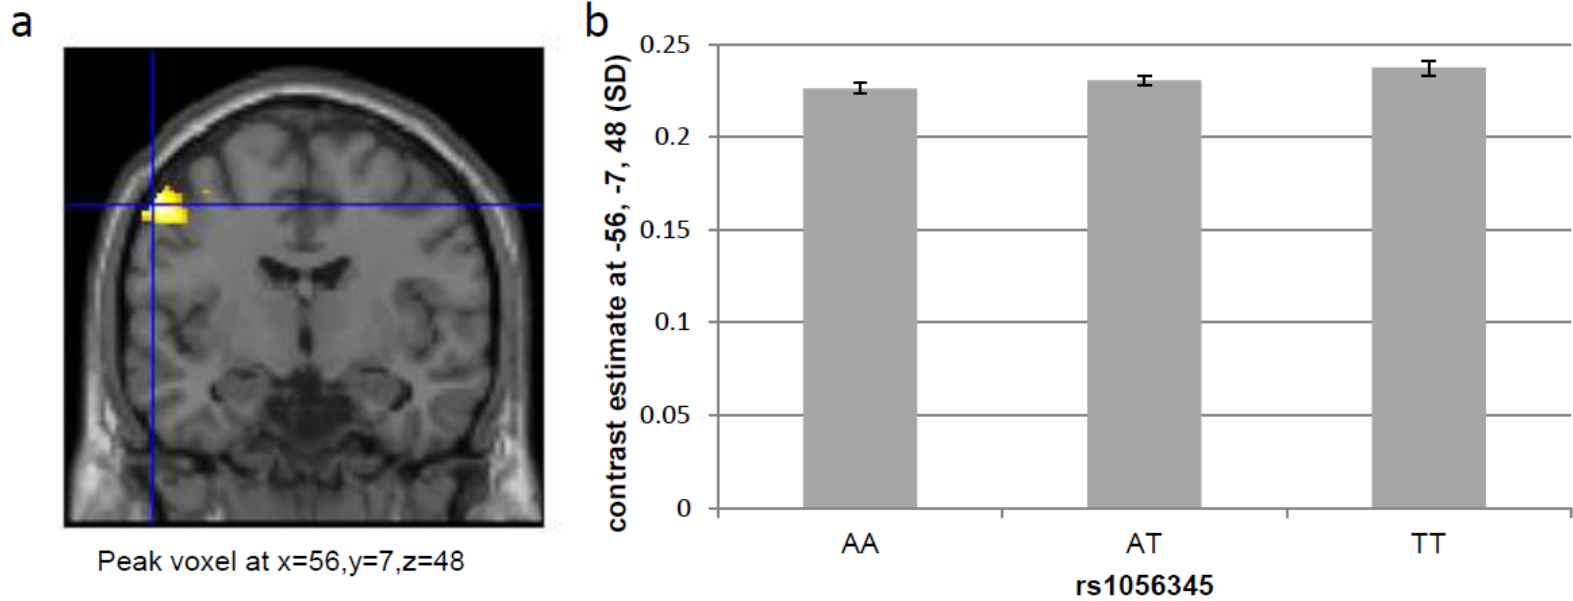 a
Peak voxel at x=56,y=7,z=48
b
contrast estimate at -56, -7, 48 (SD)
0.25
0.2
0.15
0.1
0.05
0
AA AT TT
rs1056345